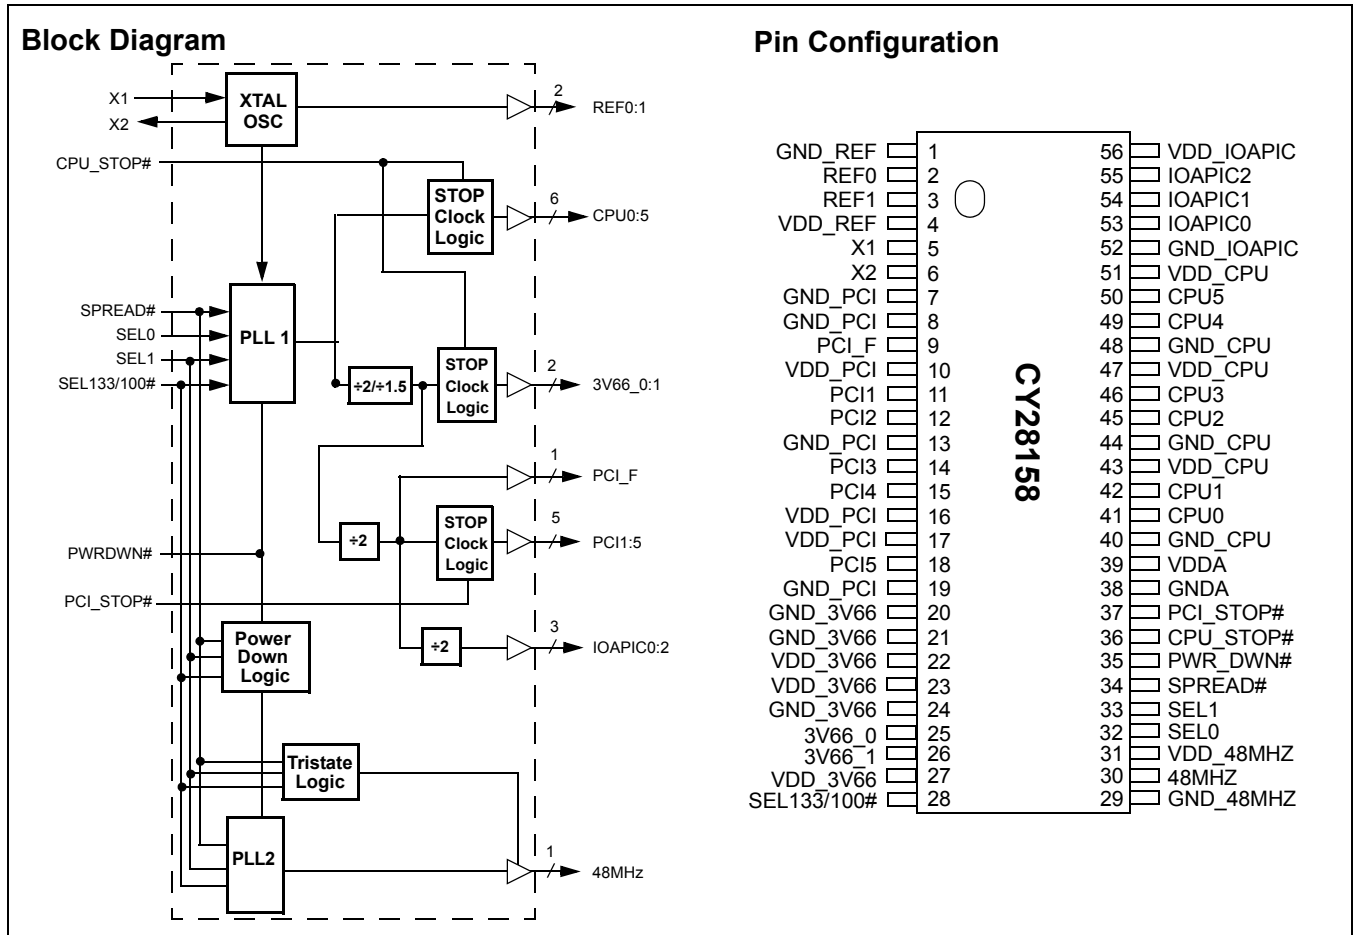 Block Diagram
X1
X2
XTAL
OSC
2
REF0:1
CPU_STOP#
STOP
Clock
Logic
6
CPU0:5
SPREAD#
SEL0
SEL1
SEL133/100#
PLL 1
÷2/÷1.5
STOP
Clock
Logic
2
3V66_0:1
1
PCI_F
÷2
STOP
Clock
Logic
5
PCI1:5
PWRDWN#
PCI_STOP#
÷2
3
IOAPIC0:2
Power
Down
Logic
Tristate
Logic
PLL2
1
48MHz
Pin Configuration
GND_REF 1
REF0 2
REF1 3
VDD_REF 4
X1 5
X2 6
GND_PCI 7
GND_PCI 8
PCI_F 9
VDD_PCI 10
PCI1 11
PCI2 12
GND_PCI 13
PCI3 14
PCI4 15
VDD_PCI 16
VDD_PCI 17
PCI5 18
GND_PCI 19
GND_3V66 20
GND_3V66 21
VDD_3V66 22
VDD_3V66 23
GND_3V66 24
3V66_0 25
3V66_1 26
VDD_3V66 27
SEL133/100# 28
CY28158
56 VDD_IOAPIC
55 IOAPIC2
54 IOAPIC1
53 IOAPIC0
52 GND_IOAPIC
51 VDD_CPU
50 CPU5
49 CPU4
48 GND_CPU
47 VDD_CPU
46 CPU3
45 CPU2
44 GND_CPU
43 VDD_CPU
42 CPU1
41 CPU0
40 GND_CPU
39 VDDA
38 GNDA
37 PCI_STOP#
36 CPU_STOP#
35 PWR_DWN#
34 SPREAD#
33 SEL1
32 SEL0
31 VDD_48MHZ
30 48MHZ
29 GND_48MHZ